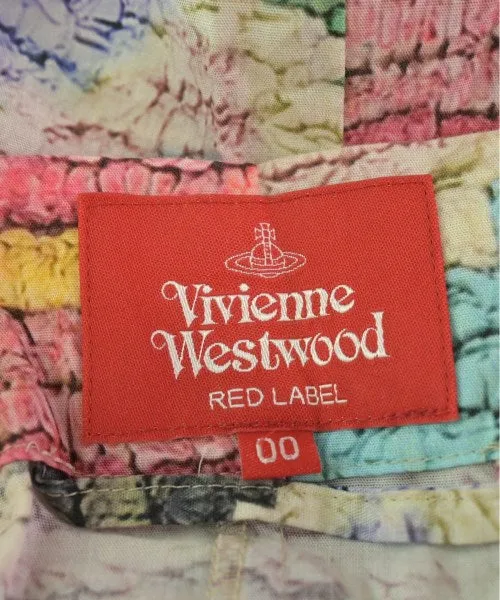 Vivienne
Westwood
RED LABEL
00